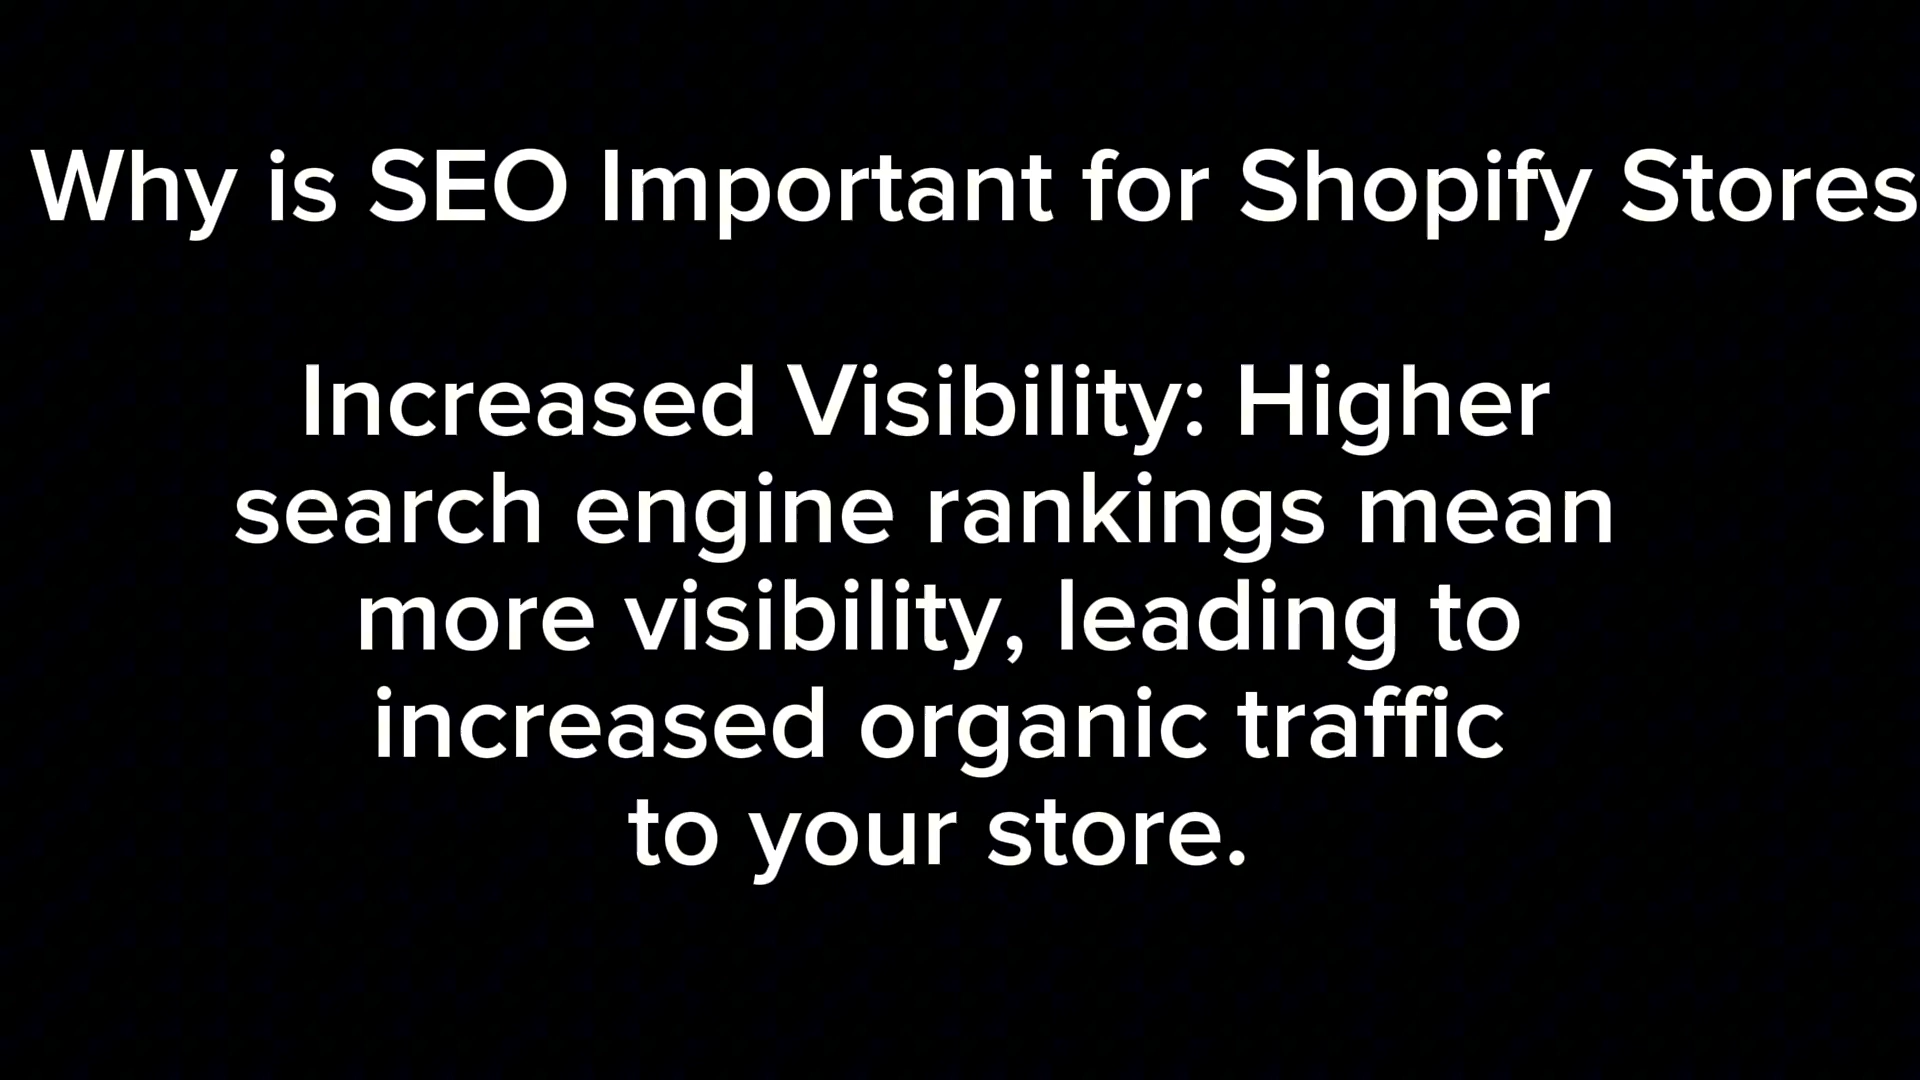 Why is SEO Important for Shopify Stores
Increased Visibility: Higher
search engine rankings mean
more visibility, leading to
increased organic traffic
to your store.